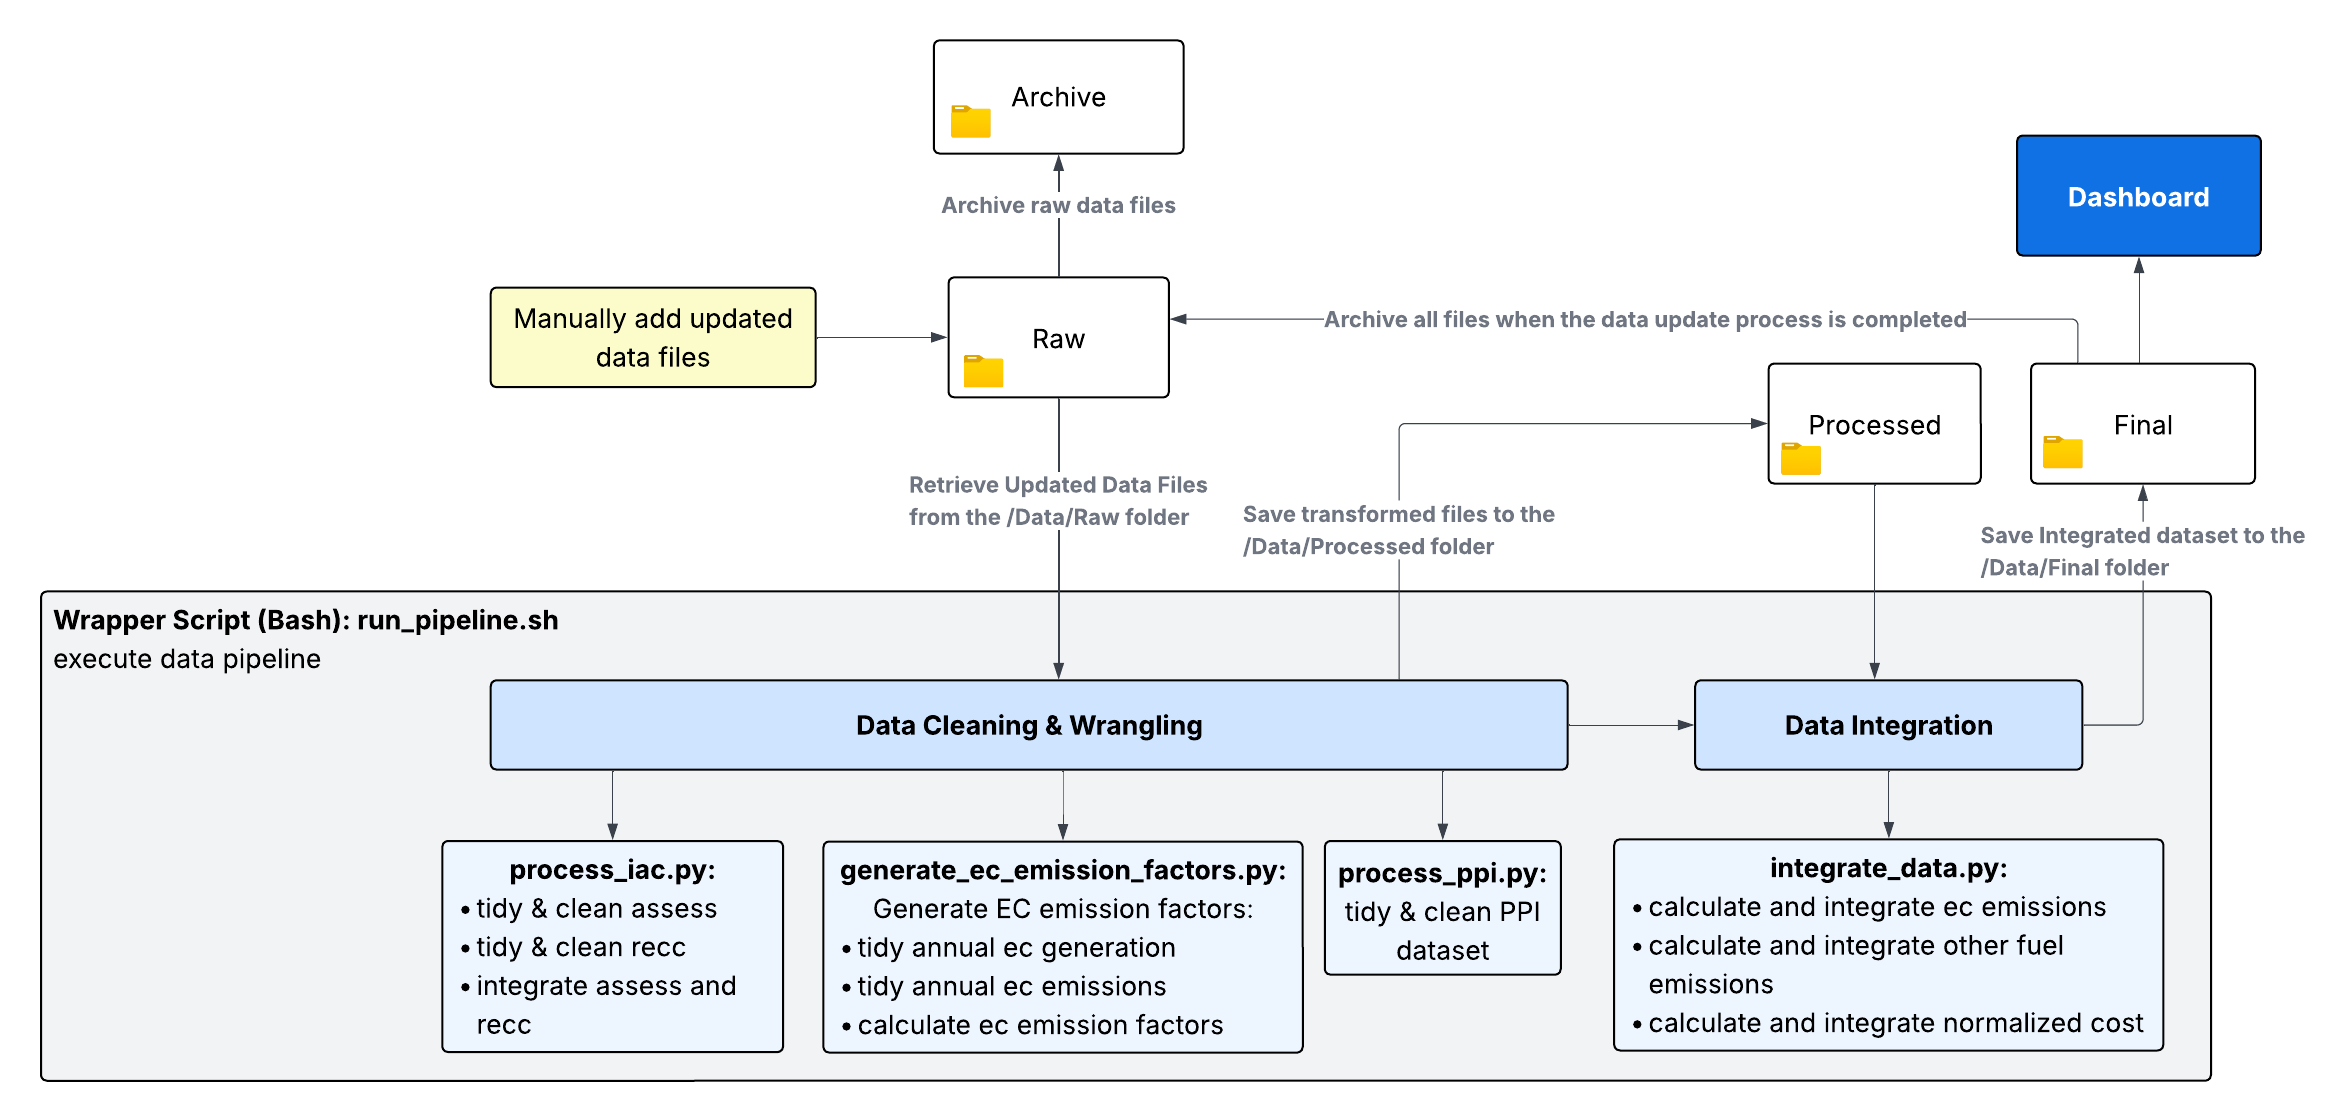 Archive
Archive raw data files
Dashboard
Manually add updated
data files
Raw
Archive all files when the data update process is completed
Processed
Final
Retrieve Updated Data Files
from the /Data/Raw folder
Save transformed files to the
/Data/Processed folder
Save Integrated dataset to the
/Data/Final folder
Wrapper Script (Bash): run_pipeline.sh
execute data pipeline
Data Cleaning & Wrangling
Data Integration
process_iac.py:
• tidy & clean assess
• tidy & clean recc
• integrate assess and
recc
generate_ec_emission_factors.py:
Generate EC emission factors:
• tidy annual ec generation
• tidy annual ec emissions
• calculate ec emission factors
process_ppi.py:
tidy & clean PPI
dataset
integrate_data.py:
• calculate and integrate ec emissions
• calculate and integrate other fuel
emissions
• calculate and integrate normalized cost